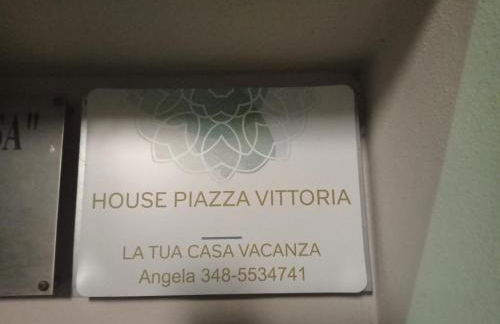 HOUSE PIAZZA VITTORIA
LA TUA CASA VACANZA
Angela 348-5534741